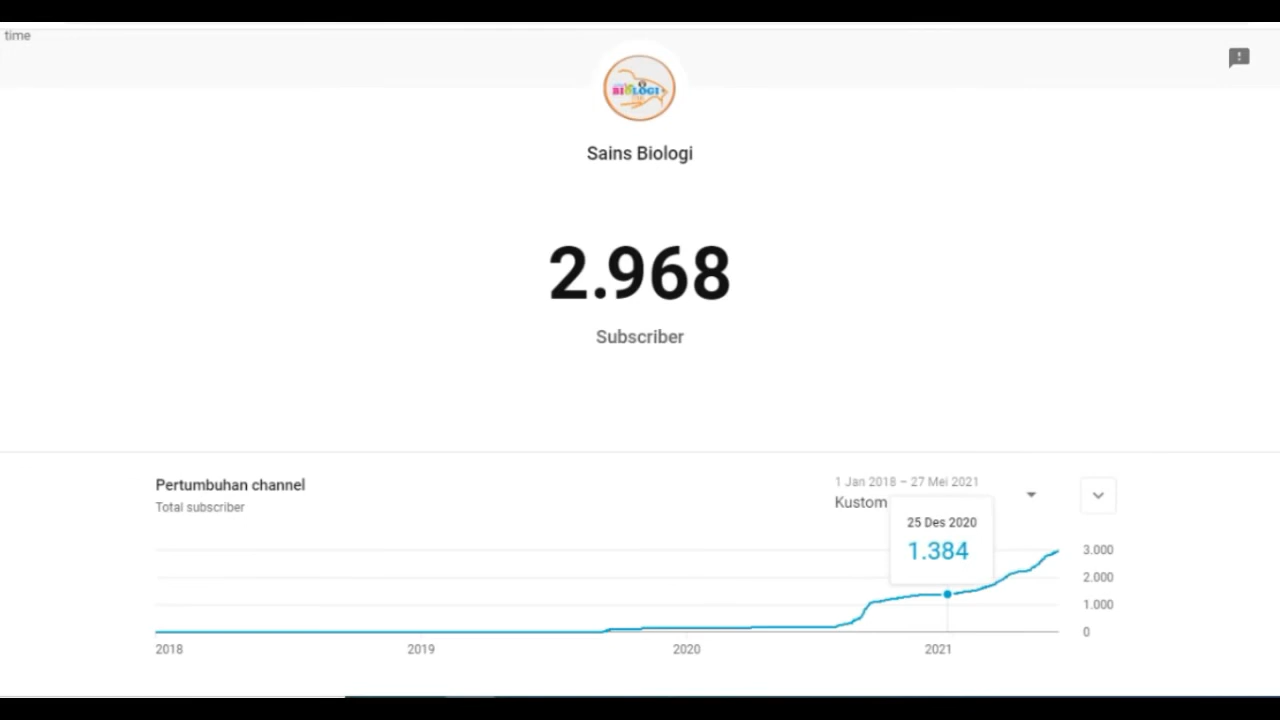 time
BIOLOGI
Sains Biologi
2.968
Subscriber
Pertumbuhan channel
Total subscriber
1 Jan 2018 – 27 Mei 2021
Kustom
25 Des 2020
1.384
3.000
2.000
1.000
0
2018
2019
2020
2021